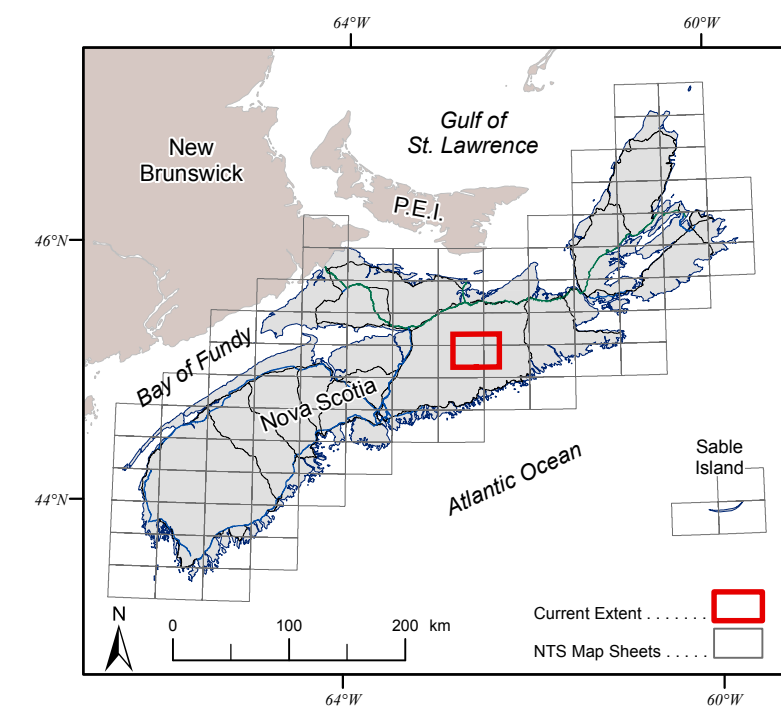 64°W
60°W
Gulf of
St. Lawrence
New
Brunswick
P.E.I.
46°N
Bay of Fundy
Nova Scotia
Sable
Island
Atlantic Ocean
44°N
N
0
100
200 km
Current Extent . . . . . . .
NTS Map Sheets . . . . .
64°W
60°W